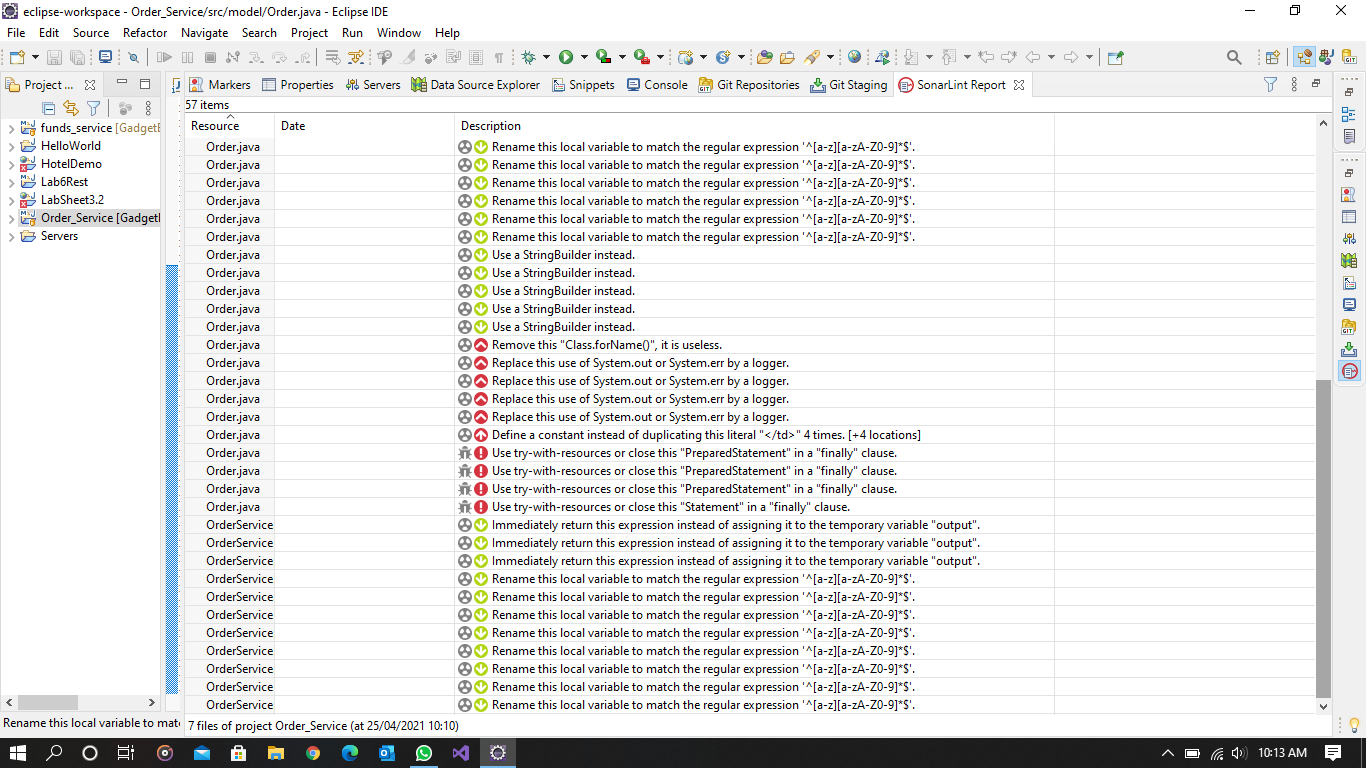 eclipse-workspace - Order_Service/src/model/Order.java - Eclipse IDE
File Edit Source Refactor Navigate Search Project Run Window Help
Project ... Markers Properties Servers Data Source Explorer Snippets Console Git Repositories Git Staging SonarLint Report
57 items
Resource Date Description
funds_service [GadgetB
HelloWorld
HotelDemo
Lab6Rest
LabSheet3.2
Order_Service [Gadgetl
Servers
Order.java Rename this local variable to match the regular expression '^[a-z][a-zA-Z0-9]*$'.
Order.java Rename this local variable to match the regular expression '^[a-z][a-zA-Z0-9]*$'.
Order.java Rename this local variable to match the regular expression '^[a-z][a-zA-Z0-9]*$'.
Order.java Rename this local variable to match the regular expression '^[a-z][a-zA-Z0-9]*$'.
Order.java Rename this local variable to match the regular expression '^[a-z][a-zA-Z0-9]*$'.
Order.java Rename this local variable to match the regular expression '^[a-z][a-zA-Z0-9]*$'.
Order.java Use a StringBuilder instead.
Order.java Use a StringBuilder instead.
Order.java Use a StringBuilder instead.
Order.java Use a StringBuilder instead.
Order.java Use a StringBuilder instead.
Order.java Remove this "Class.forName()", it is useless.
Order.java Replace this use of System.out or System.err by a logger.
Order.java Replace this use of System.out or System.err by a logger.
Order.java Replace this use of System.out or System.err by a logger.
Order.java Replace this use of System.out or System.err by a logger.
Order.java Define a constant instead of duplicating this literal "</td>" 4 times. [+4 locations]
Order.java Use try-with-resources or close this "PreparedStatement" in a "finally" clause.
Order.java Use try-with-resources or close this "PreparedStatement" in a "finally" clause.
Order.java Use try-with-resources or close this "PreparedStatement" in a "finally" clause.
Order.java Use try-with-resources or close this "Statement" in a "finally" clause.
OrderService Immediately return this expression instead of assigning it to the temporary variable "output".
OrderService Immediately return this expression instead of assigning it to the temporary variable "output".
OrderService Immediately return this expression instead of assigning it to the temporary variable "output".
OrderService Rename this local variable to match the regular expression '^[a-z][a-zA-Z0-9]*$'.
OrderService Rename this local variable to match the regular expression '^[a-z][a-zA-Z0-9]*$'.
OrderService Rename this local variable to match the regular expression '^[a-z][a-zA-Z0-9]*$'.
OrderService Rename this local variable to match the regular expression '^[a-z][a-zA-Z0-9]*$'.
OrderService Rename this local variable to match the regular expression '^[a-z][a-zA-Z0-9]*$'.
OrderService Rename this local variable to match the regular expression '^[a-z][a-zA-Z0-9]*$'.
OrderService Rename this local variable to match the regular expression '^[a-z][a-zA-Z0-9]*$'.
OrderService Rename this local variable to match the regular expression '^[a-z][a-zA-Z0-9]*$'.
Rename this local variable to mat
7 files of project Order_Service (at 25/04/2021 10:10)
10:13 AM